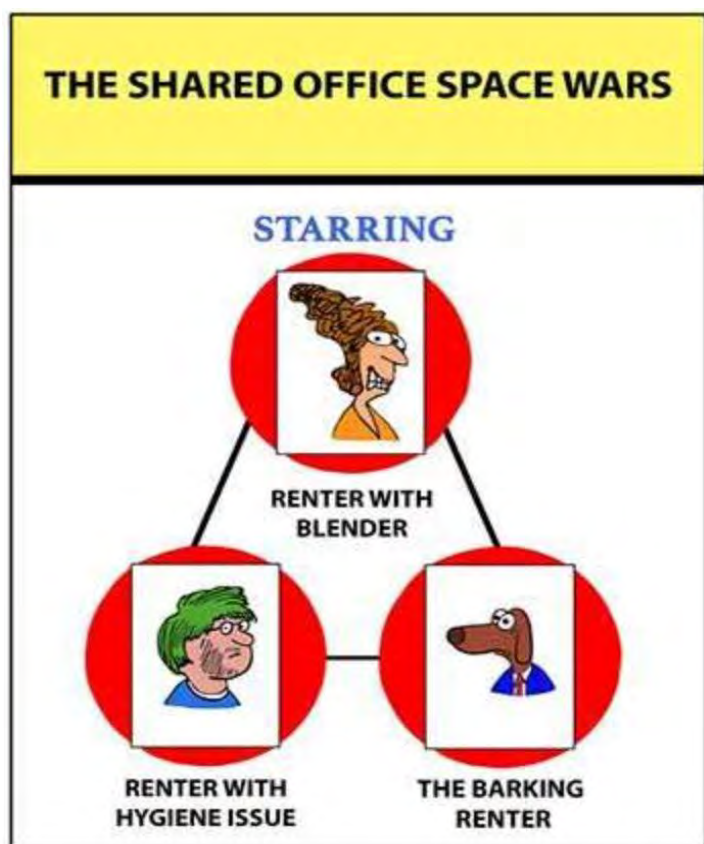 THE SHARED OFFICE SPACE WARS
STARRING
RENTER WITH
BLENDER
RENTER WITH
HYGIENE ISSUE
THE BARKING
RENTER